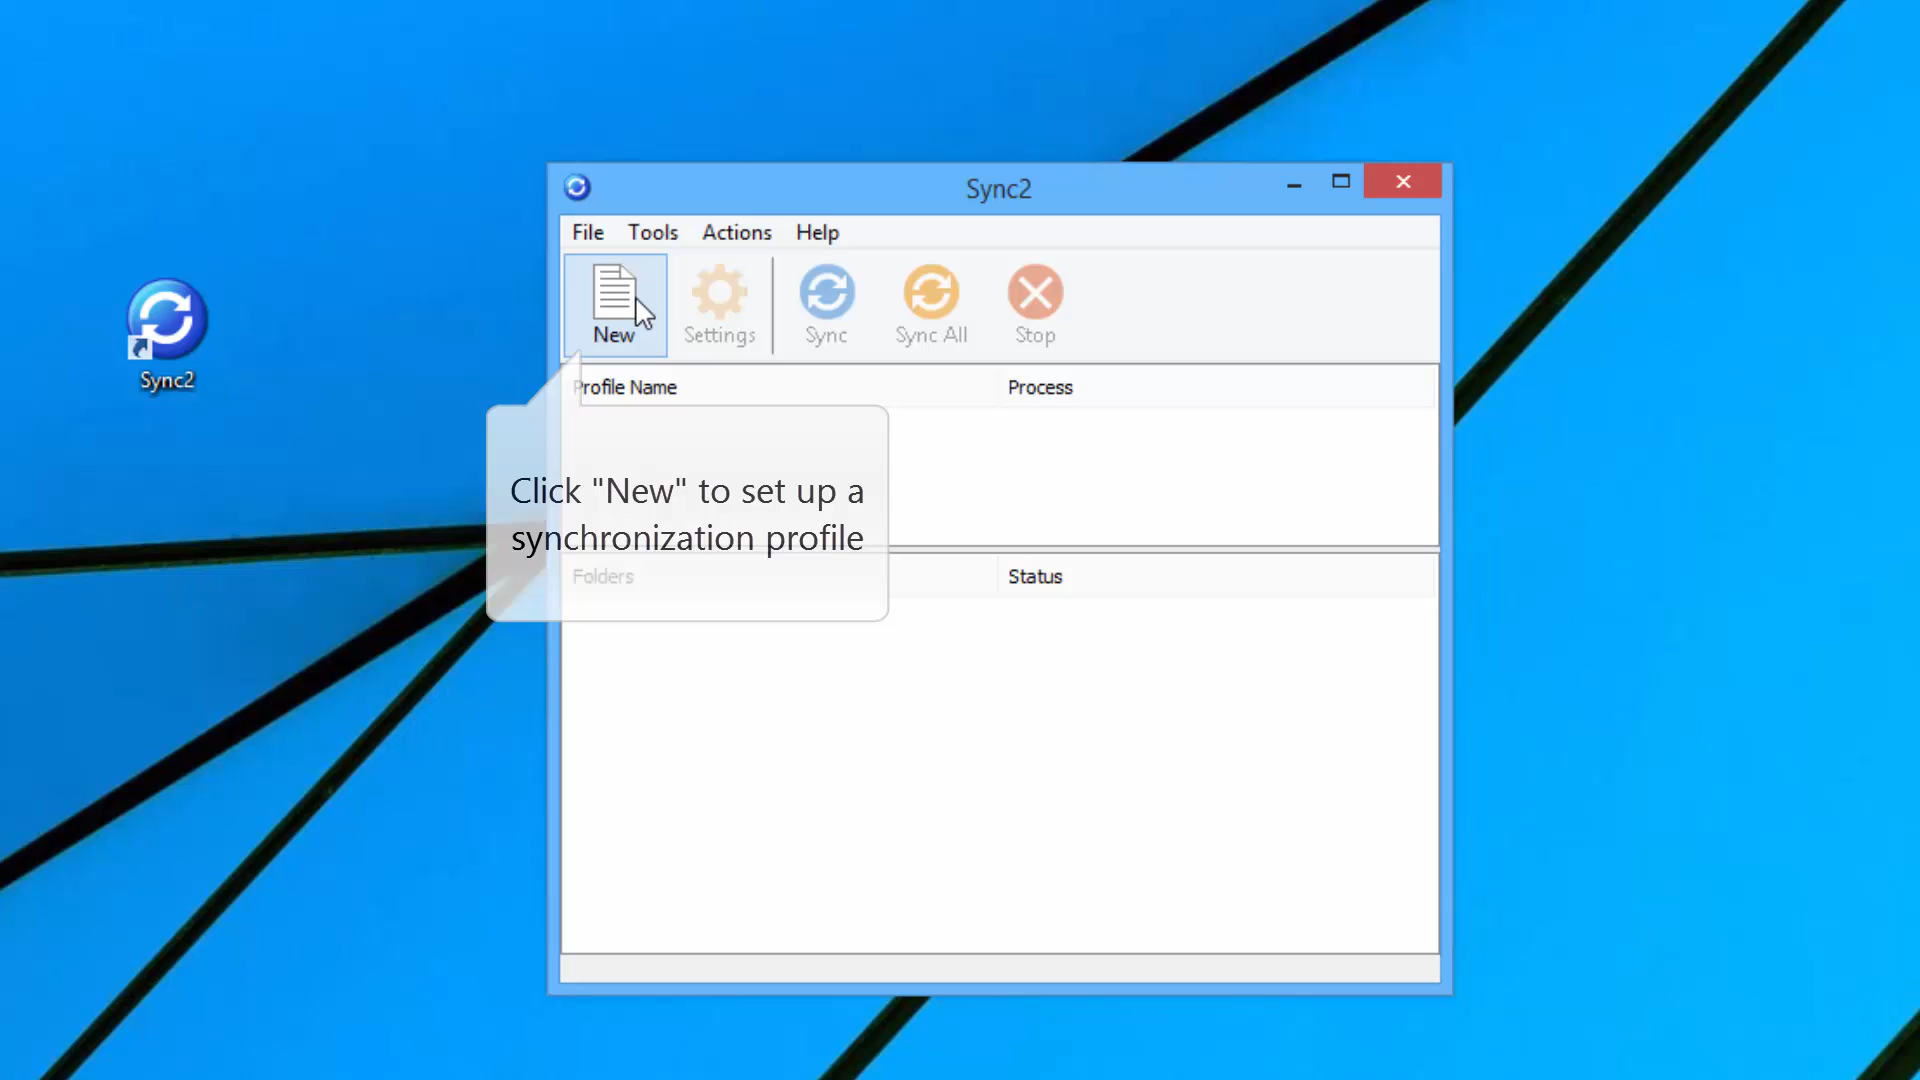 Sync2
Sync2
File Tools Actions Help
New Settings Sync Sync All Stop
Profile Name Process
Click "New" to set up a
synchronization profile
Folders Status